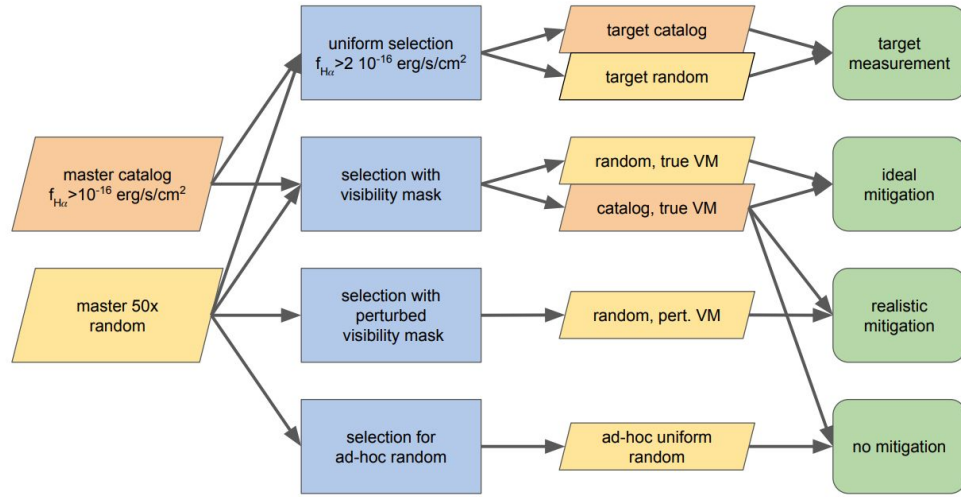 uniform selection
f_Hα>2 10^-16 erg/s/cm^2
target catalog
target random
target
measurement
master catalog
f_Hα>10^-16 erg/s/cm^2
selection with
visibility mask
random, true VM
catalog, true VM
ideal
mitigation
master 50x
random
selection with
perturbed
visibility mask
random, pert. VM
realistic
mitigation
selection for
ad-hoc random
ad-hoc uniform
random
no mitigation